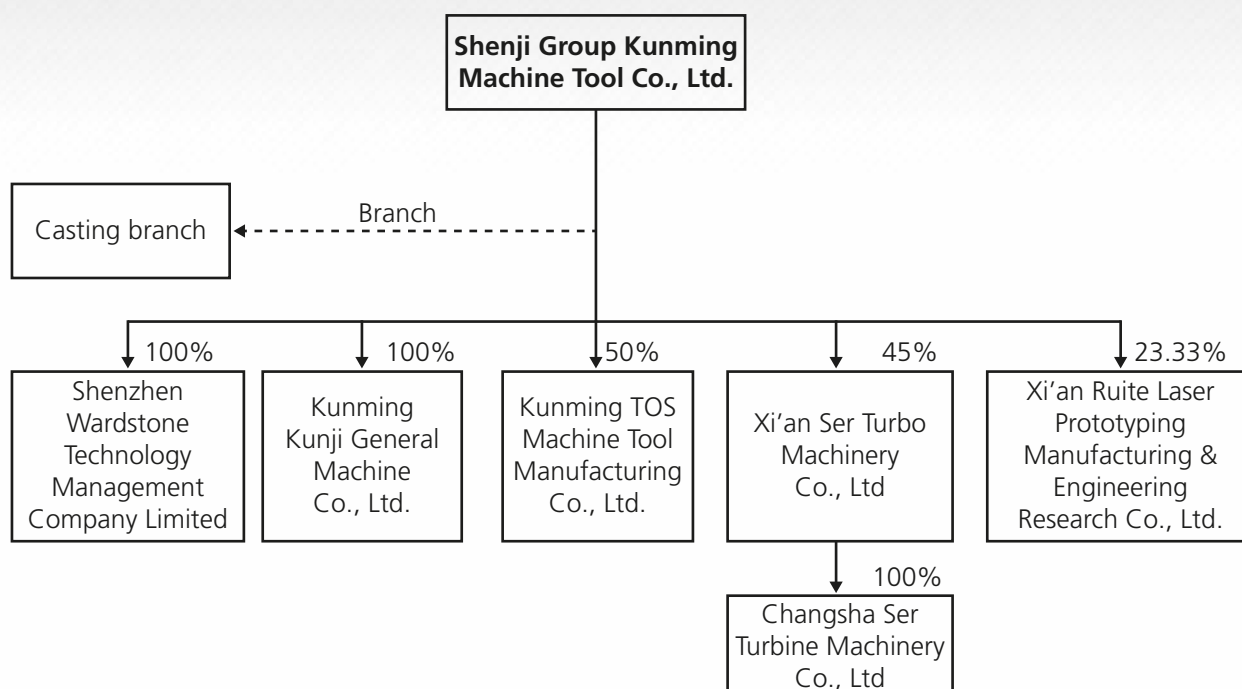 Shenji Group Kunming
Machine Tool Co., Ltd.
Casting branch
Branch
100%
Shenzhen
Wardstone
Technology
Management
Company Limited
100%
Kunming
Kunji General
Machine
Co., Ltd.
50%
Kunming TOS
Machine Tool
Manufacturing
Co., Ltd.
45%
Xi’an Ser Turbo
Machinery
Co., Ltd
23.33%
Xi’an Ruite Laser
Prototyping
Manufacturing &
Engineering
Research Co., Ltd.
100%
Changsha Ser
Turbine Machinery
Co., Ltd